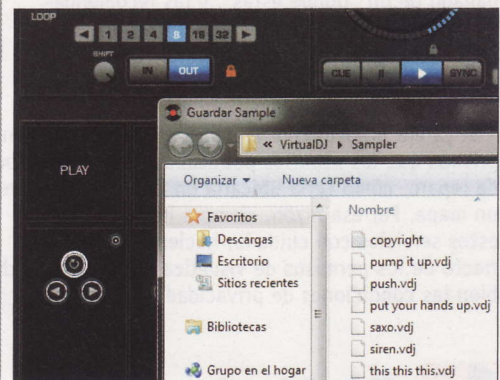 LOOP
1 2 4 8 16 32
SHIFT
IN OUT
CUE II SYNC
Guardar Sample
« VirtualDJ Sampler
PLAY
Organizar Nueva carpeta
Nombre
Favoritos
Descargas
Escritorio
Sitios recientes
Bibliotecas
Grupo en el hogar
copyright
pump it up.vdj
push.vdj
put your hands up.vdj
saxo.vdj
siren.vdj
this this this.vdj